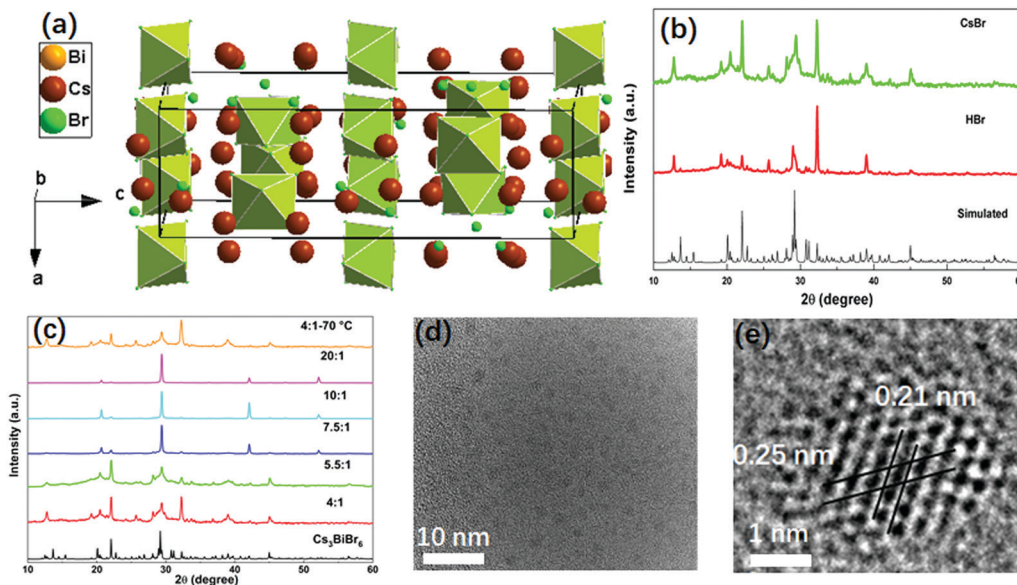 (a)
Bi
Cs
Br
b
c
a
(b)
CsBr
HBr
Simulated
Intensity (a.u.)
10 20 30 40 50 60
2θ (degree)
(c)
4:1-70 °C
20:1
10:1
7.5:1
5.5:1
4:1
Cs₃BiBr₆
Intensity (a.u.)
10 20 30 40 50 60
2θ (degree)
(d)
10 nm
(e)
0.21 nm
0.25 nm
1 nm